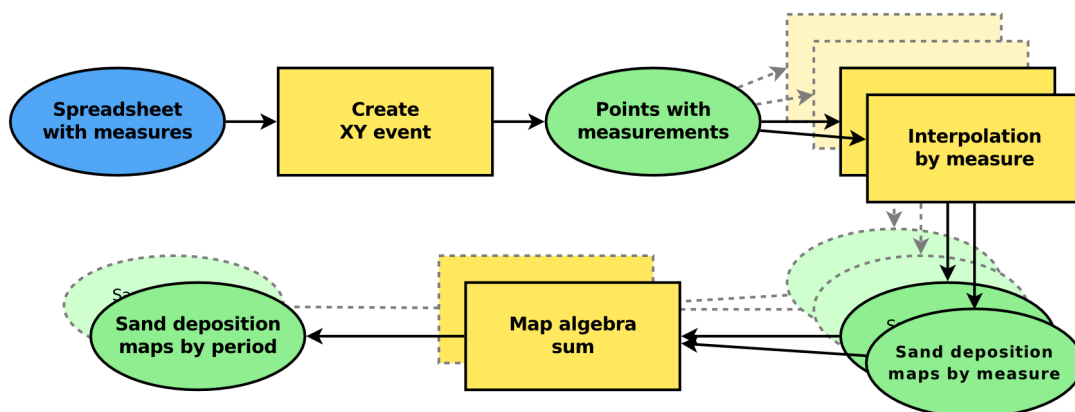 Spreadsheet
with measures
Create
XY event
Points with
measurements
Interpolation
by measure
Sand deposition
maps by period
Map algebra
sum
Sand deposition
maps by measure